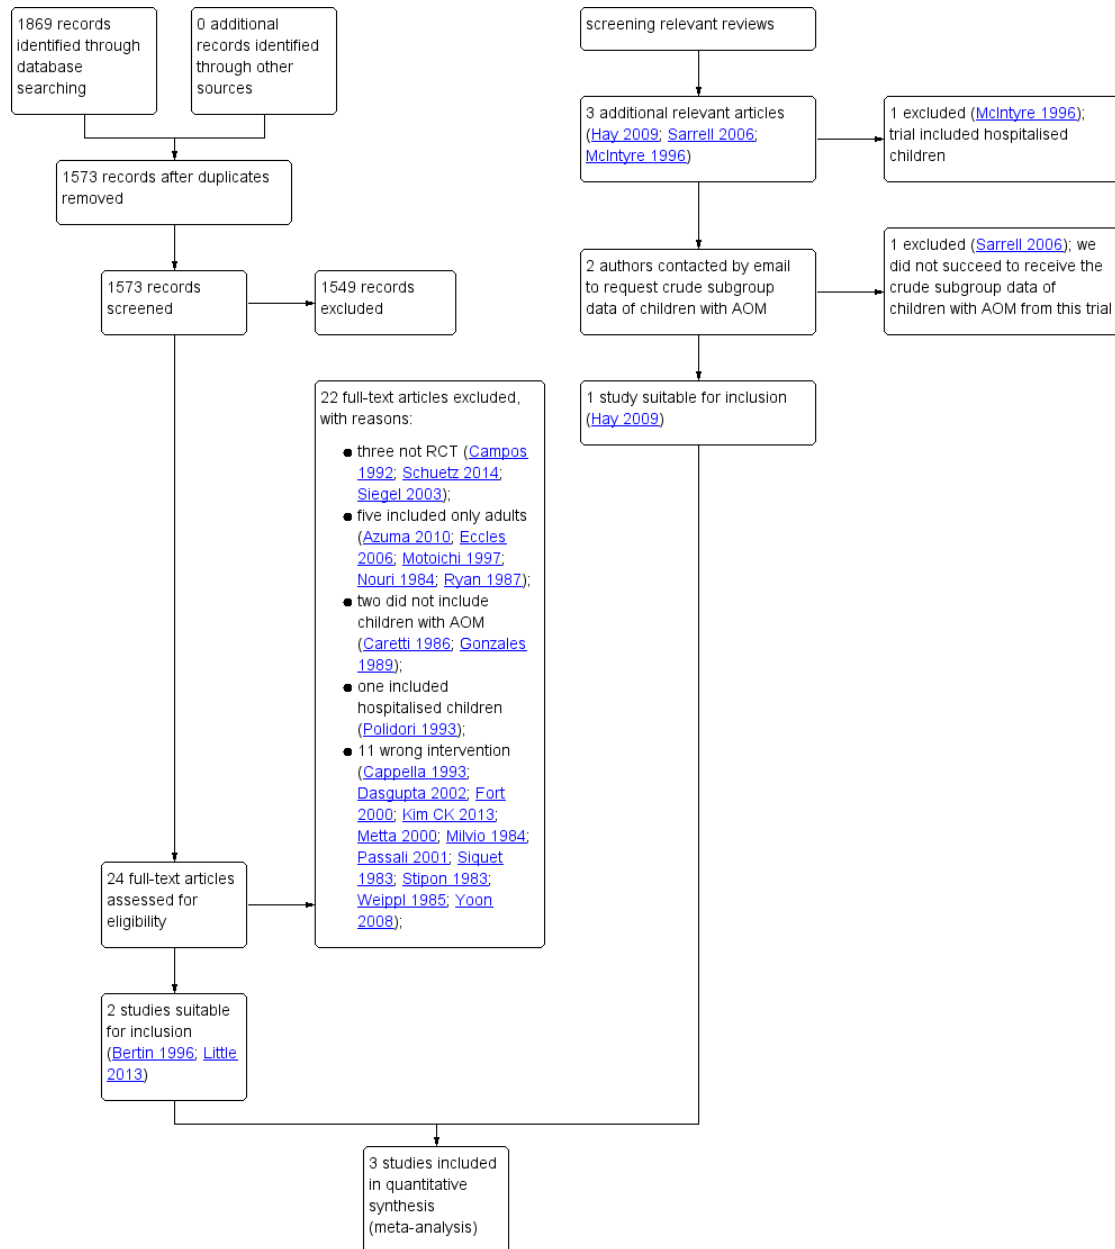 1869 records
identified through
database
searching
0 additional
records identified
through other
sources
1573 records after duplicates
removed
1573 records
screened
1549 records
excluded
22 full-text articles excluded,
with reasons:
● three not RCT (Campos
1992; Schuetz 2014;
Siegel 2003);
● five included only adults
(Azuma 2010; Eccles
2006; Motoichi 1997;
Nouri 1984; Ryan 1987);
● two did not include
children with AOM
(Caretti 1986; Gonzales
1989);
● one included
hospitalised children
(Polidori 1993);
● 11 wrong intervention
(Cappella 1993;
Dasgupta 2002; Fort
2000; Kim CK 2013;
Metta 2000; Milvio 1984;
Passali 2001; Siquet
1983; Stipon 1983;
Weippl 1985; Yoon
2008);
24 full-text articles
assessed for
eligibility
2 studies suitable
for inclusion
(Bertin 1996; Little
2013)
screening relevant reviews
3 additional relevant articles
(Hay 2009; Sarrell 2006;
McIntyre 1996)
1 excluded (McIntyre 1996);
trial included hospitalised
children
2 authors contacted by email
to request crude subgroup
data of children with AOM
1 excluded (Sarrell 2006); we
did not succeed to receive the
crude subgroup data of
children with AOM from this trial
1 study suitable for inclusion
(Hay 2009)
3 studies included
in quantitative
synthesis
(meta-analysis)